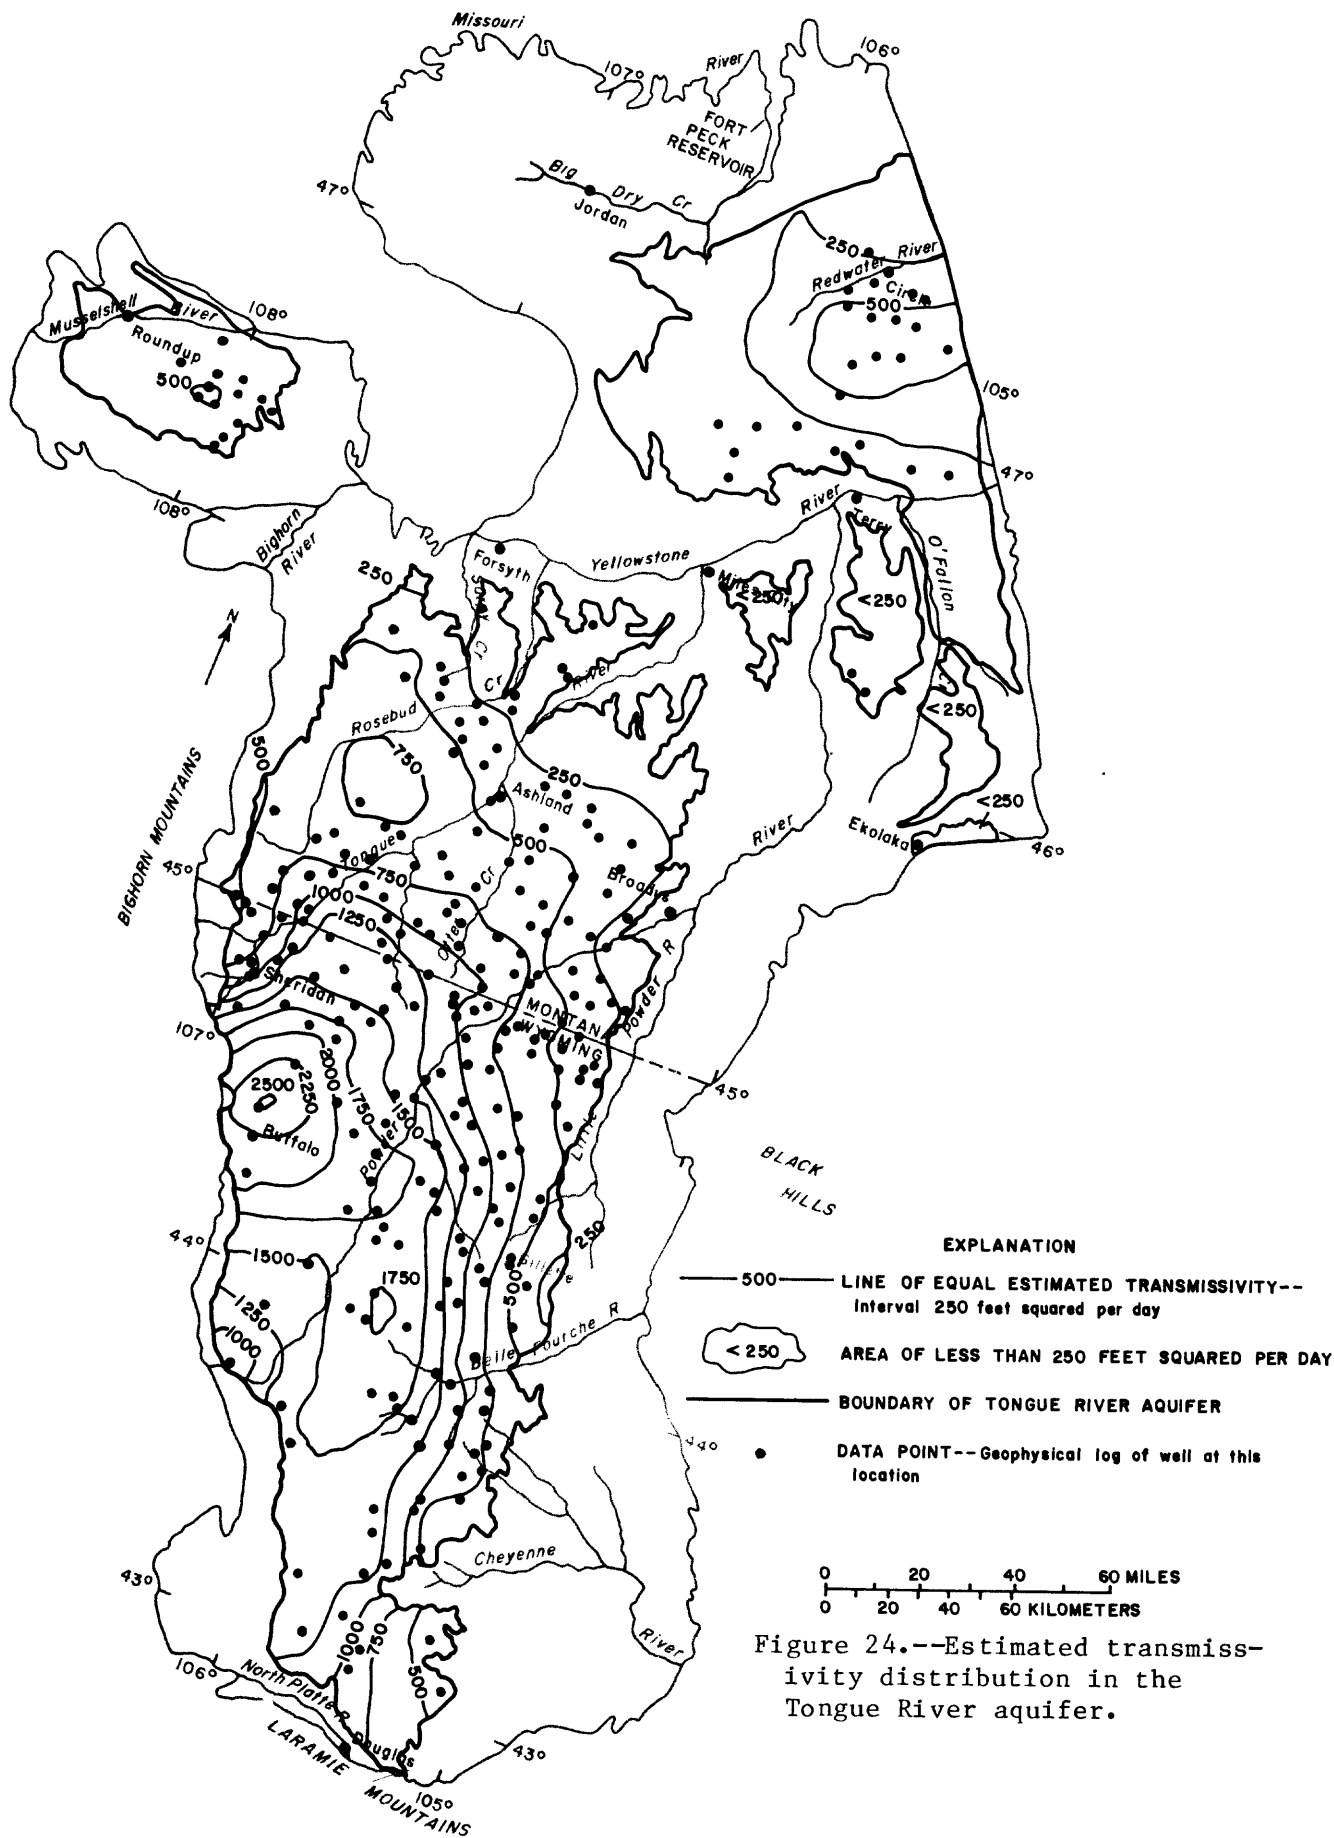 Missouri
106°
107°
River
FORT
PECK
RESERVOIR
Big Dry Cr
47°
Jordan
250
River
Redwater
Circle
500
108°
Musselshell
River
Roundup
500
105°
47°
108°
River
Terry
Bighorn
River
Yellowstone
Forsyth
250
O'Fallon
Miles City
<250
<250
N
Cr
Cr
River
Cr
<250
Rosebud
500
750
250
Ashland
<250
BIGHORN MOUNTAINS
River
Ekalaka
46°
500
Tongue
45°
750
Cr
Broadus
1000
1250
Otter
R
Sheridan
Powder
MONTANA
WYOMING
107°
2000
2500
2250
1750
1500
45°
Buffalo
Powder
Little
BLACK
HILLS
44°
250
1500
Gillette
1750
500
1250
1000
Belle Fourche R
EXPLANATION
500 LINE OF EQUAL ESTIMATED TRANSMISSIVITY--
Interval 250 feet squared per day
<250 AREA OF LESS THAN 250 FEET SQUARED PER DAY
BOUNDARY OF TONGUE RIVER AQUIFER
44°
DATA POINT--Geophysical log of well at this
location
Cheyenne
43°
0 20 40 60 MILES
0 20 40 60 KILOMETERS
River
1000
750
500
106°
North Platte R
Douglas
LARAMIE
MOUNTAINS
43°
105°
Figure 24.--Estimated transmiss-
ivity distribution in the
Tongue River aquifer.